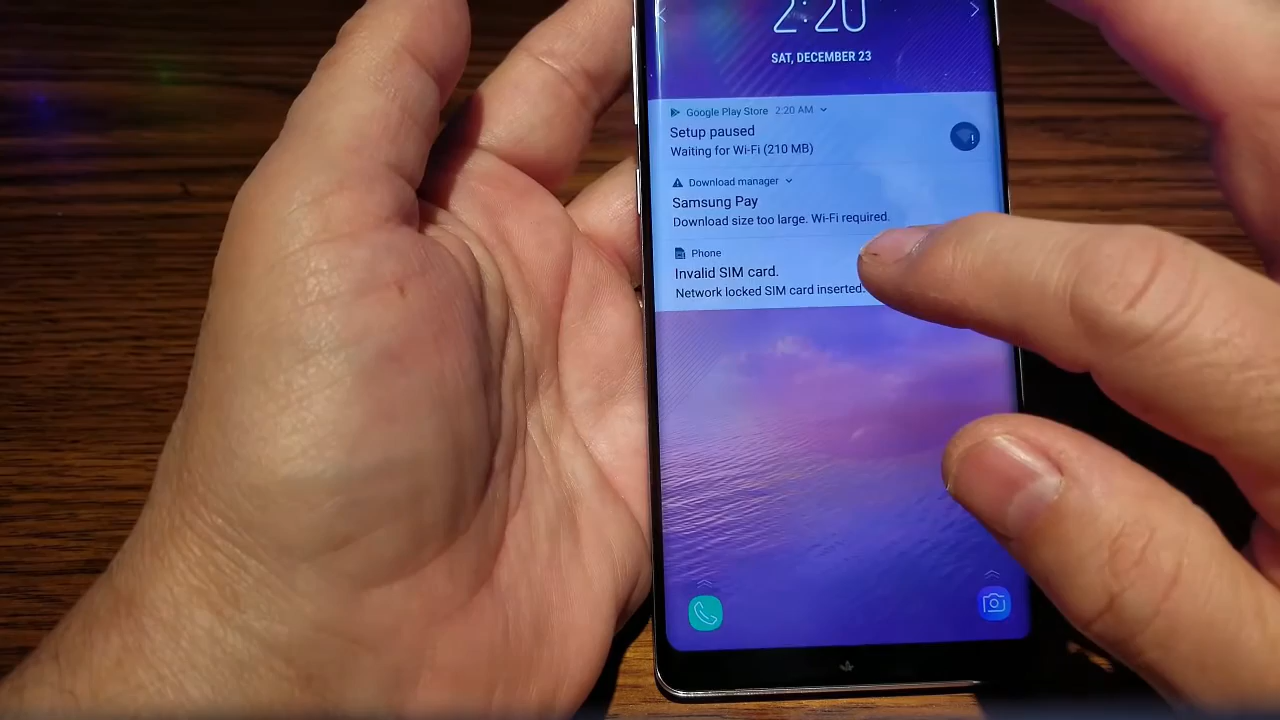 2:20
SAT, DECEMBER 23
Google Play Store 2:20 AM
Setup paused
Waiting for Wi-Fi (210 MB)
Download manager
Samsung Pay
Download size too large. Wi-Fi required.
Phone
Invalid SIM card.
Network locked SIM card inserted.